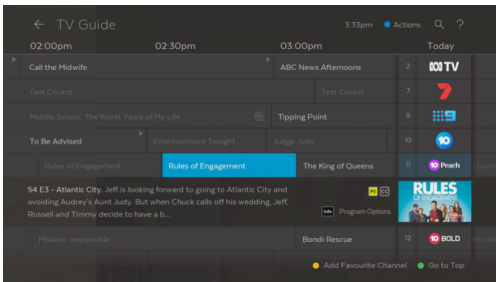 ← TV Guide
3.33pm Actions ?
02:00pm 02:30pm 03:00pm Today
Call the Midwife ABC News Afternoons 2 TV
Test Cricket Test Cricket 7
Middle School: The Worst Years of My Life Tipping Point 9
To Be Advised Entertainment Tonight Judge Judy 10 10
Rules of Engagement Rules of Engagement The King of Queens 11 10 Peach
S4 E3 - Atlantic City. Jeff is looking forward to going to Atlantic City and
avoiding Audrey's Aunt Judy. But when Chuck calls off his wedding, Jeff,
Russell and Timmy decide to have a b...
PG CC
info Program Options
RULES
OF ENGAGEMENT
Mission: Impossible Bondi Rescue 12 10 BOLD
Add Favourite Channel Go to Top